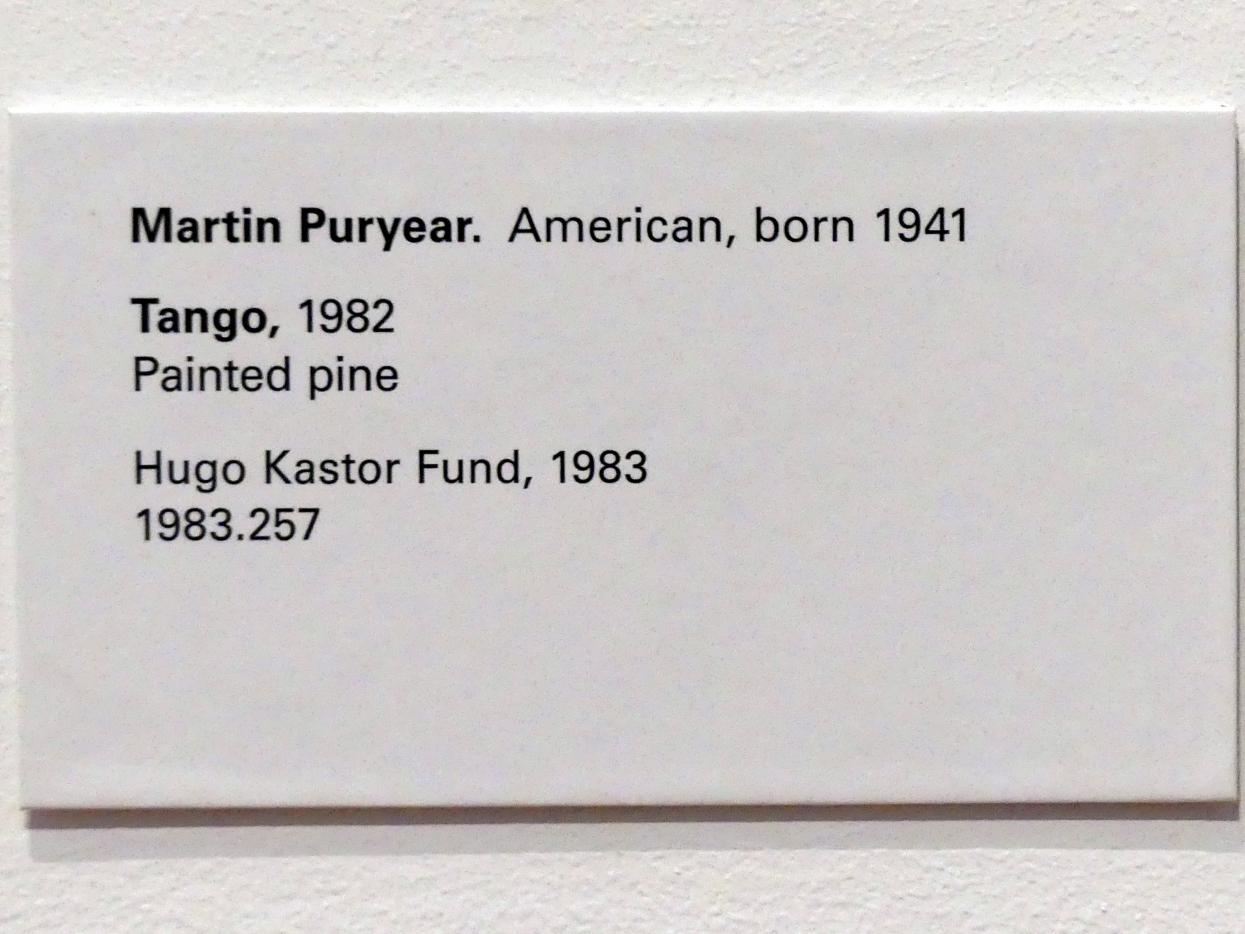 Martin Puryear. American, born 1941
Tango, 1982
Painted pine
Hugo Kastor Fund, 1983
1983.257